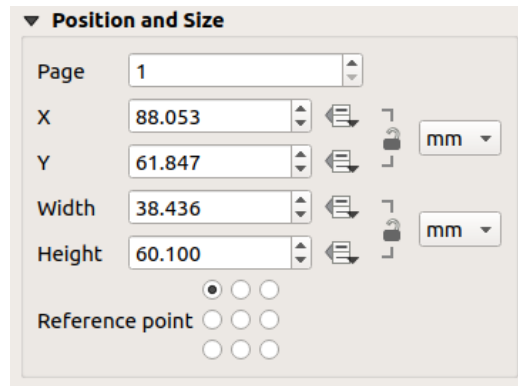 Position and Size
Page 1
X 88.053
mm
Y 61.847
Width 38.436
mm
Height 60.100
Reference point